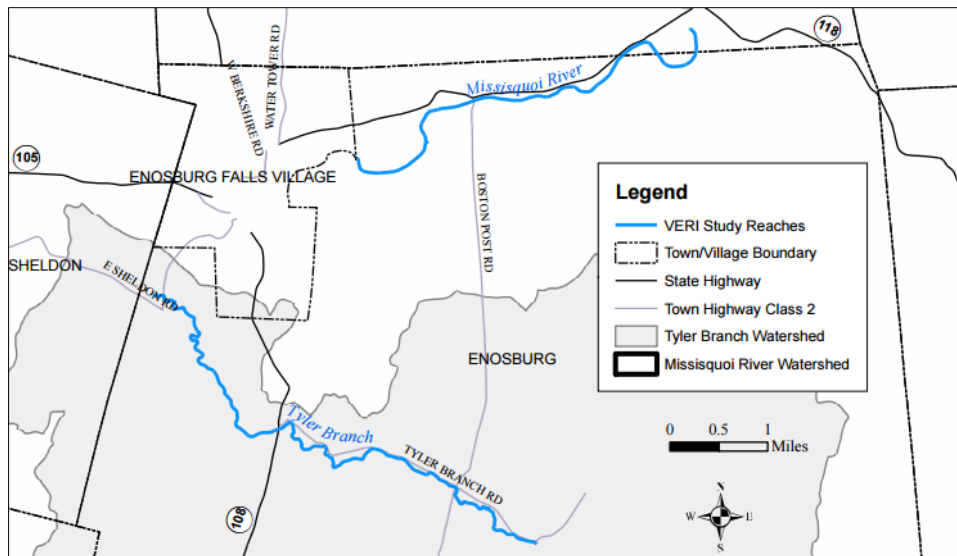 118
Missisquoi River
WATER TOWER RD
W BERKSHIRE RD
105
ENOSBURG FALLS VILLAGE
BOSTON POST RD
SHELDON
E SHELDON RD
ENOSBURG
Tyler Branch
TYLER BRANCH RD
108
Legend
VERI Study Reaches
Town/Village Boundary
State Highway
Town Highway Class 2
Tyler Branch Watershed
Missisquoi River Watershed
0 0.5 1
Miles
N
W E
S